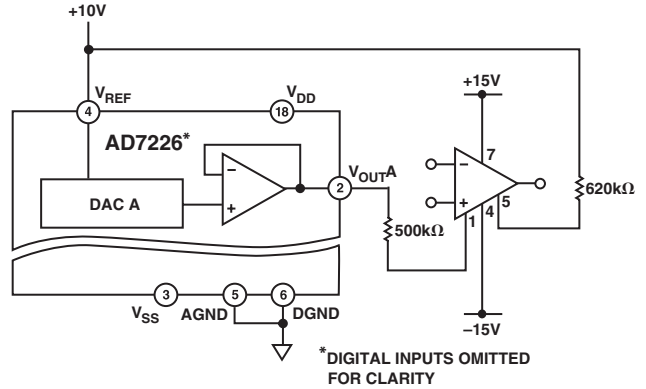 +10V
VREF
4
VDD
18
AD7226*
DAC A
−
+
VOUTA
2
500kΩ
+15V
7
−
+
1
4
5
620kΩ
−15V
3
5
6
VSS
AGND
DGND
*DIGITAL INPUTS OMITTED
FOR CLARITY